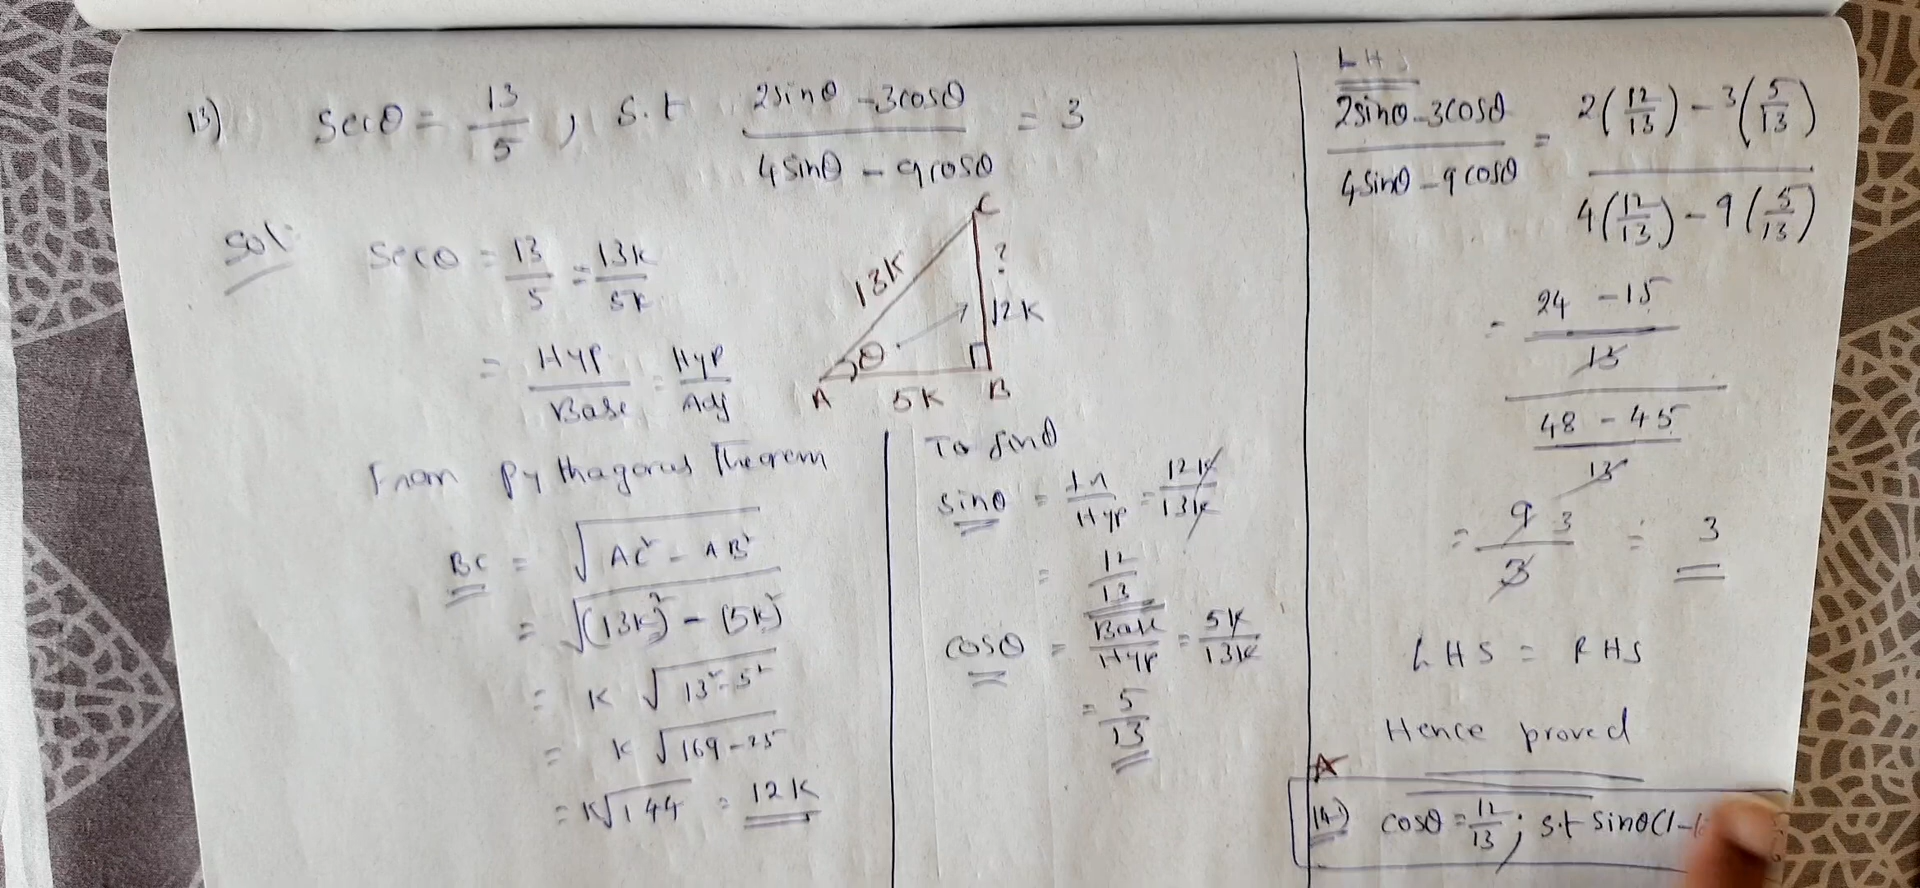 13) Secθ = 13/5 , S.t (2sinθ - 3cosθ)/(4sinθ - 9cosθ) = 3
Sol:
Secθ = 13/5 = 13K/5K
= Hyp/Base = Hyp/Adj
C
13K
?
12K
θ
A
5K
B
From Pythagorus Theorem
BC = √(AC² - AB²)
= √((13K)² - (5K)²)
= K √(13² - 5²)
= K √(169 - 25)
= K√144 = 12K
To find
sinθ = /Hyp = 12K/13K
= 12/13
cosθ = Base/Hyp = 5K/13K
= 5/13
LHS
(2sinθ - 3cosθ)/(4sinθ - 9cosθ) = (2(12/13) - 3(5/13))/(4(12/13) - 9(5/13))
= ((24 - 15)/13)/((48 - 45)/13)
= 9/3 3 = 3
LHS = RHS
Hence proved
14) cosθ = 12/13 ; S.t sinθ(1-